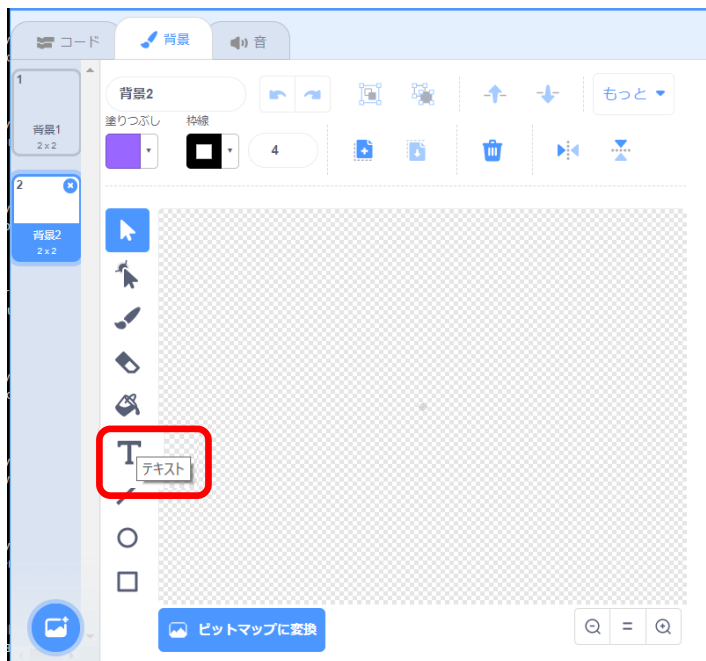 コード
背景
音
1
背景1
2 x 2
2
背景2
2 x 2
背景2
もっと
塗りつぶし
枠線
4
T
テキスト
ビットマップに変換